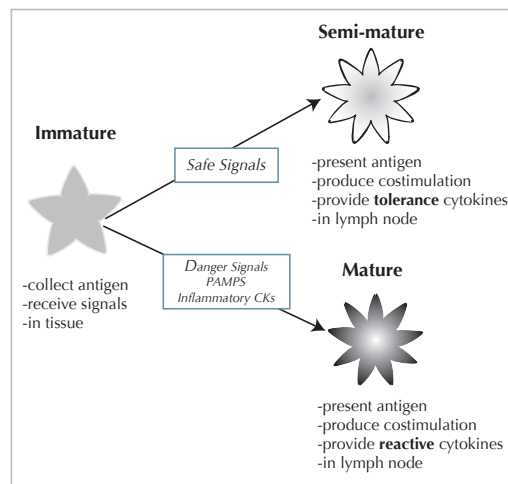 Immature
-collect antigen
-receive signals
-in tissue
Safe Signals
Danger Signals
PAMPS
Inflammatory CKs
Semi-mature
-present antigen
-produce costimulation
-provide tolerance cytokines
-in lymph node
Mature
-present antigen
-produce costimulation
-provide reactive cytokines
-in lymph node